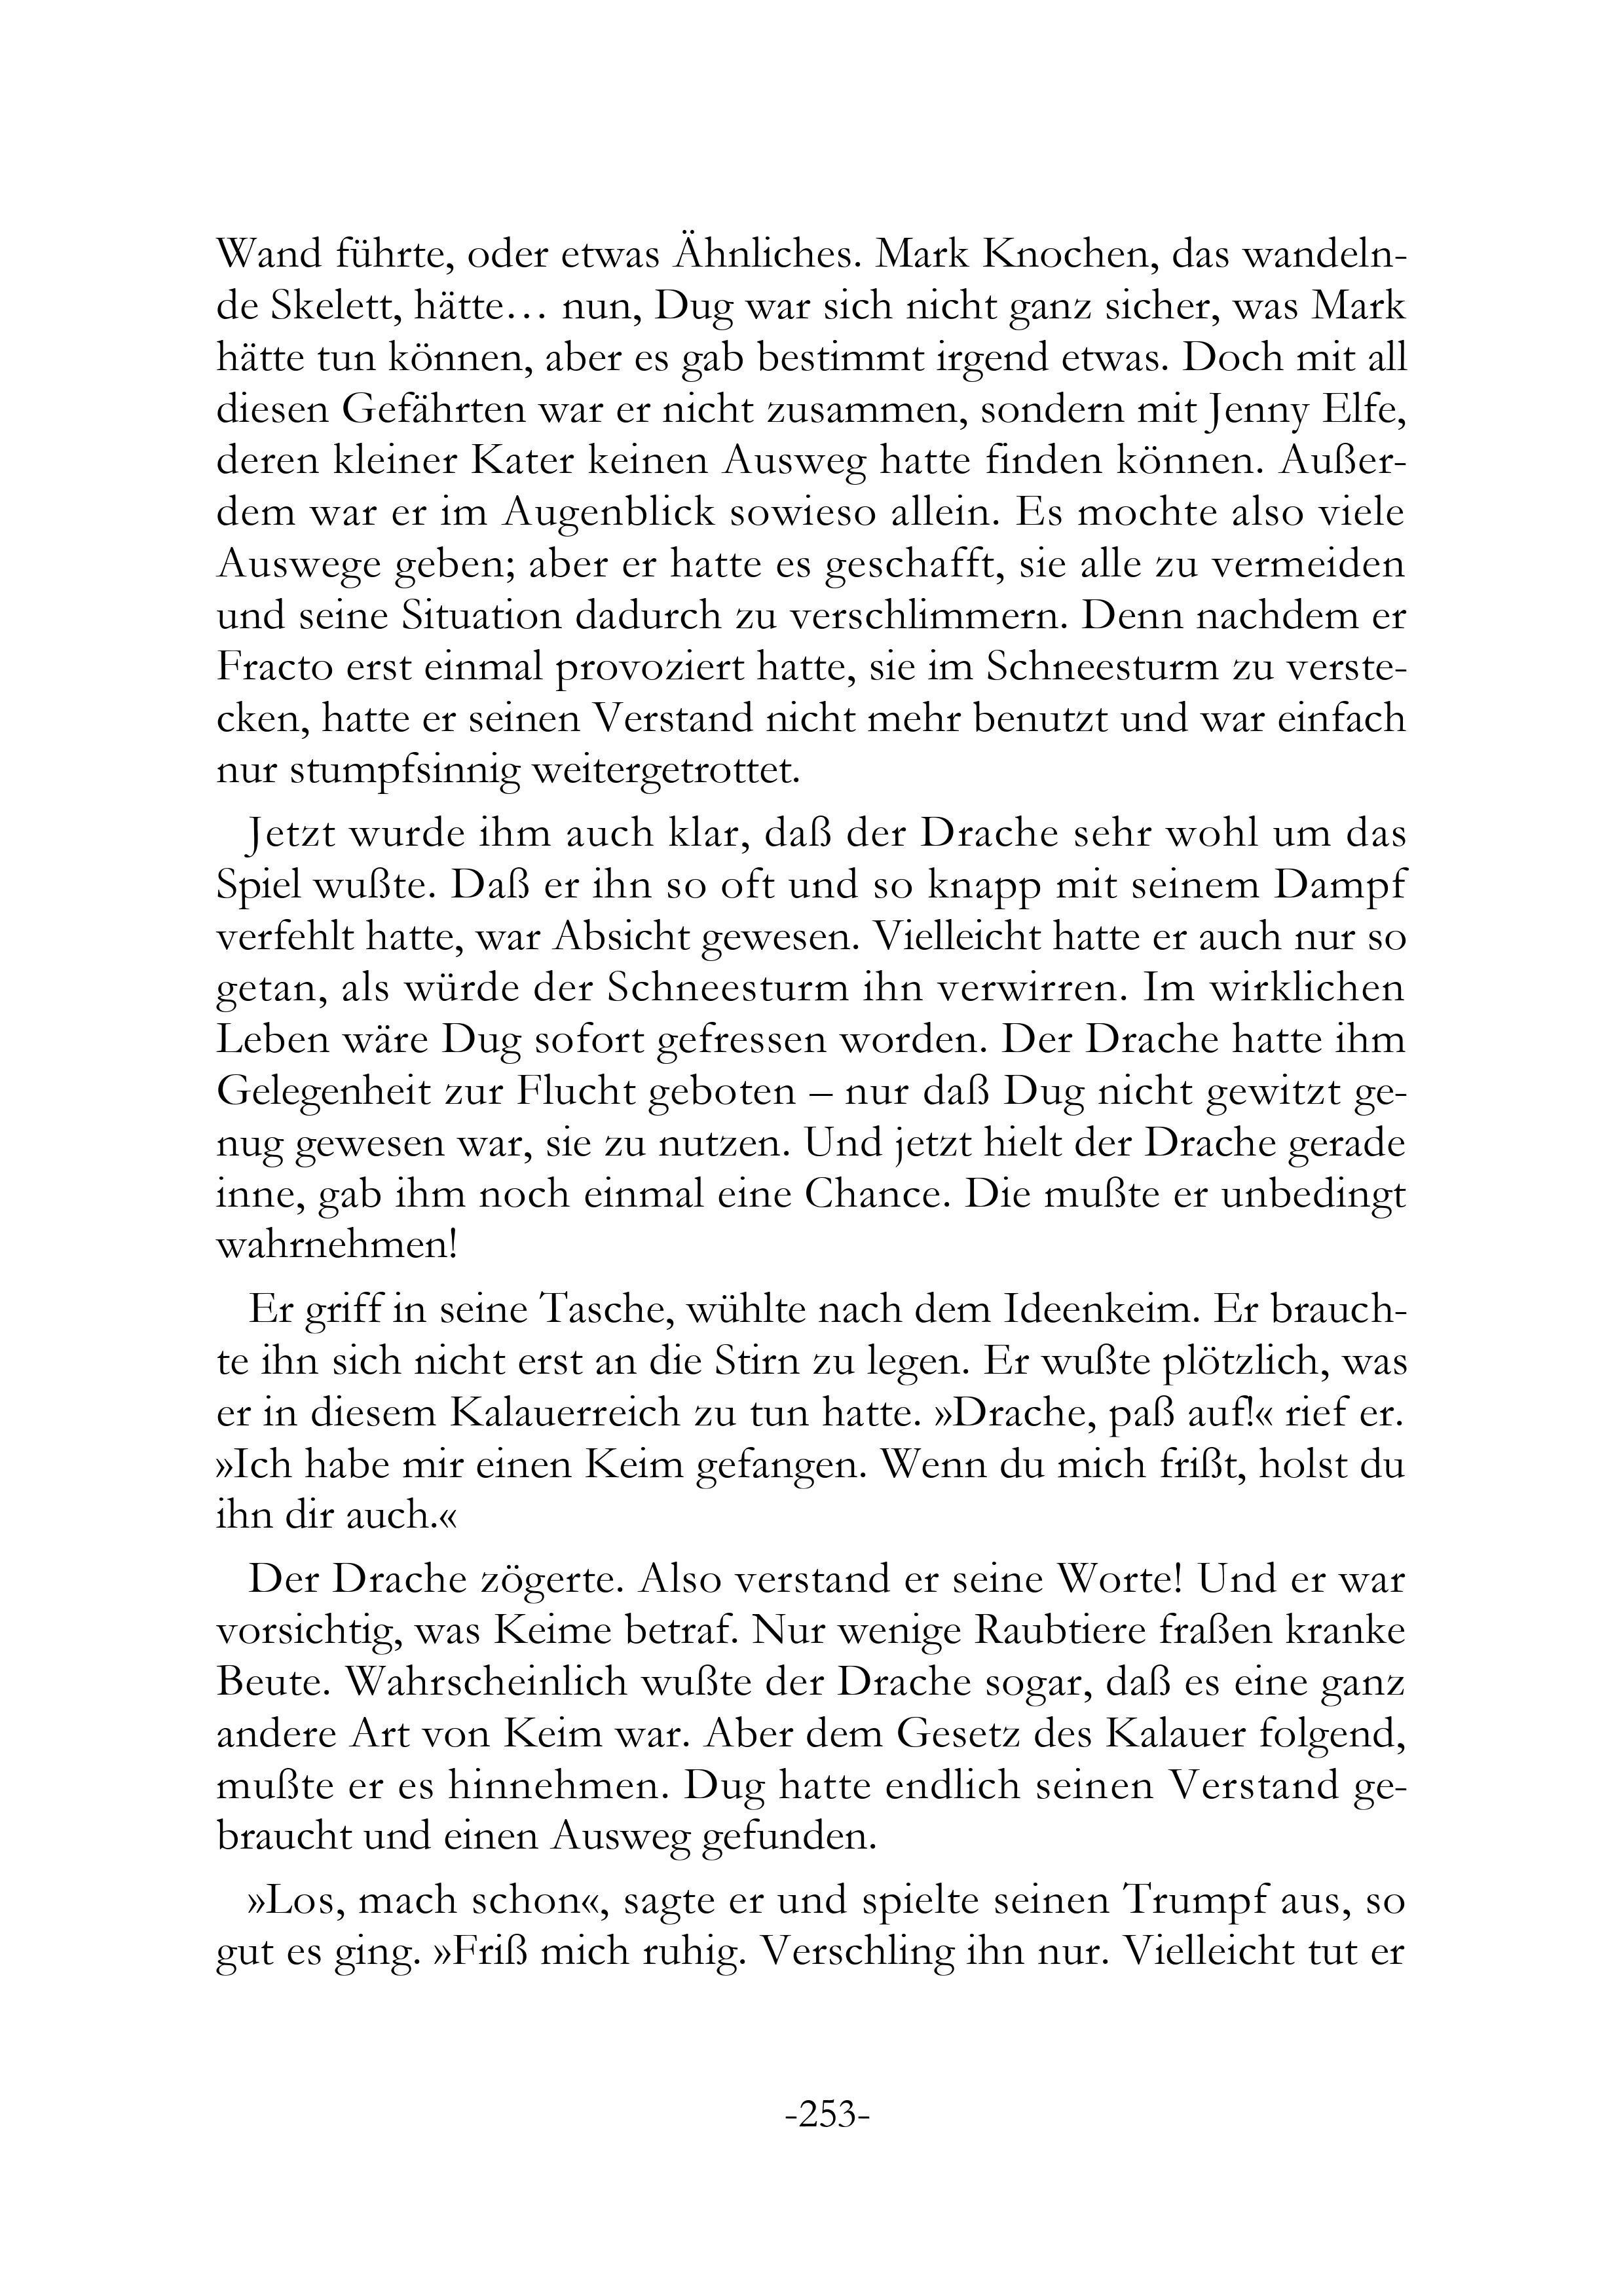 Wand führte, oder etwas Ähnliches. Mark Knochen, das wandeln-
de Skelett, hätte… nun, Dug war sich nicht ganz sicher, was Mark
hätte tun können, aber es gab bestimmt irgend etwas. Doch mit all
diesen Gefährten war er nicht zusammen, sondern mit Jenny Elfe,
deren kleiner Kater keinen Ausweg hatte finden können. Außer-
dem war er im Augenblick sowieso allein. Es mochte also viele
Auswege geben; aber er hatte es geschafft, sie alle zu vermeiden
und seine Situation dadurch zu verschlimmern. Denn nachdem er
Fracto erst einmal provoziert hatte, sie im Schneesturm zu verste-
cken, hatte er seinen Verstand nicht mehr benutzt und war einfach
nur stumpfsinnig weitergetrottet.
Jetzt wurde ihm auch klar, daß der Drache sehr wohl um das
Spiel wußte. Daß er ihn so oft und so knapp mit seinem Dampf
verfehlt hatte, war Absicht gewesen. Vielleicht hatte er auch nur so
getan, als würde der Schneesturm ihn verwirren. Im wirklichen
Leben wäre Dug sofort gefressen worden. Der Drache hatte ihm
Gelegenheit zur Flucht geboten – nur daß Dug nicht gewitzt ge-
nug gewesen war, sie zu nutzen. Und jetzt hielt der Drache gerade
inne, gab ihm noch einmal eine Chance. Die mußte er unbedingt
wahrnehmen!
Er griff in seine Tasche, wühlte nach dem Ideenkeim. Er brauch-
te ihn sich nicht erst an die Stirn zu legen. Er wußte plötzlich, was
er in diesem Kalauerreich zu tun hatte. »Drache, paß auf!« rief er.
»Ich habe mir einen Keim gefangen. Wenn du mich frißt, holst du
ihn dir auch.«
Der Drache zögerte. Also verstand er seine Worte! Und er war
vorsichtig, was Keime betraf. Nur wenige Raubtiere fraßen kranke
Beute. Wahrscheinlich wußte der Drache sogar, daß es eine ganz
andere Art von Keim war. Aber dem Gesetz des Kalauer folgend,
mußte er es hinnehmen. Dug hatte endlich seinen Verstand ge-
braucht und einen Ausweg gefunden.
»Los, mach schon«, sagte er und spielte seinen Trumpf aus, so
gut es ging. »Friß mich ruhig. Verschling ihn nur. Vielleicht tut er
-253-